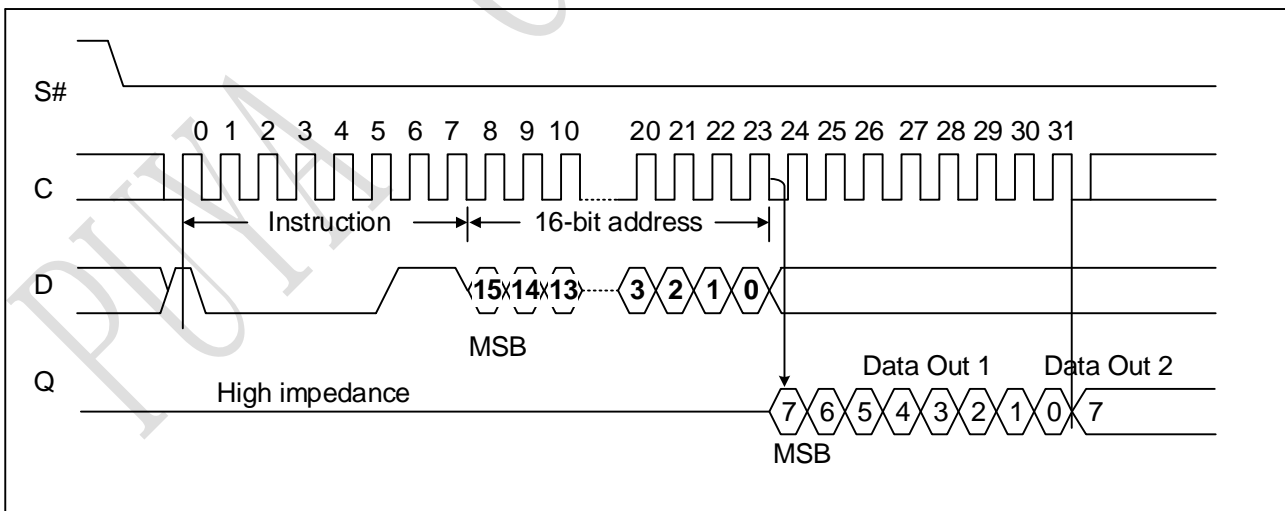 PUYA
S#
0 1 2 3 4 5 6 7 8 9 10 20 21 22 23 24 25 26 27 28 29 30 31
C
Instruction 16-bit address
D
15 14 13 3 2 1 0
MSB
Q
High impedance
Data Out 1 Data Out 2
7 6 5 4 3 2 1 0 7
MSB